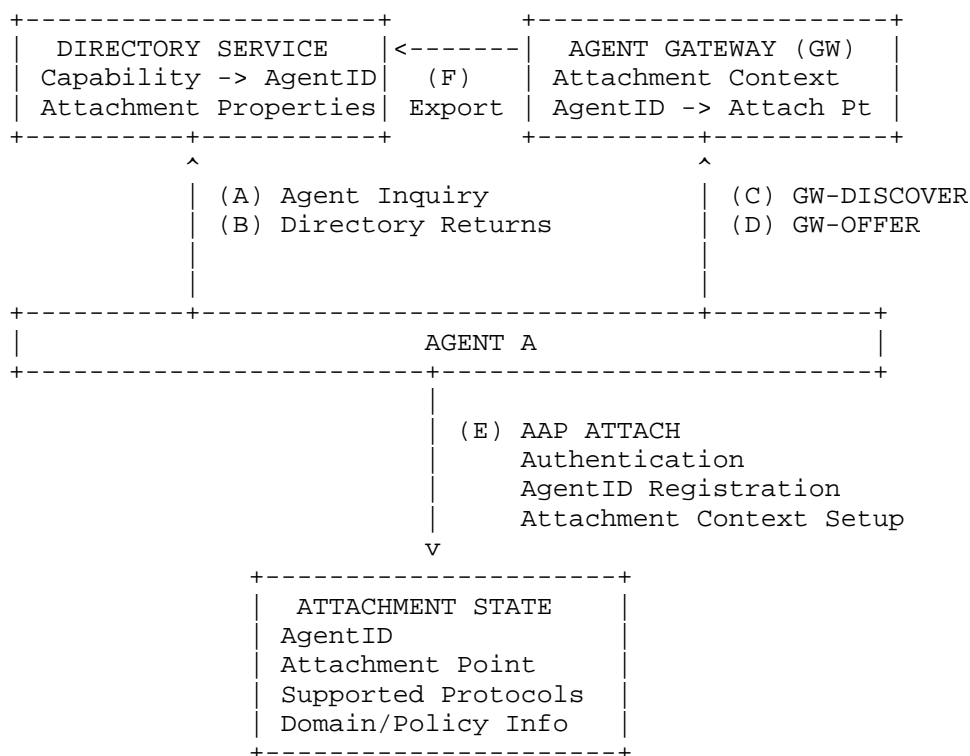 DIRECTORY SERVICE <------- AGENT GATEWAY (GW)
Capability -> AgentID (F) Attachment Context
Attachment Properties Export AgentID -> Attach Pt
(A) Agent Inquiry (C) GW-DISCOVER
(B) Directory Returns (D) GW-OFFER
AGENT A
(E) AAP ATTACH
Authentication
AgentID Registration
Attachment Context Setup
ATTACHMENT STATE
AgentID
Attachment Point
Supported Protocols
Domain/Policy Info